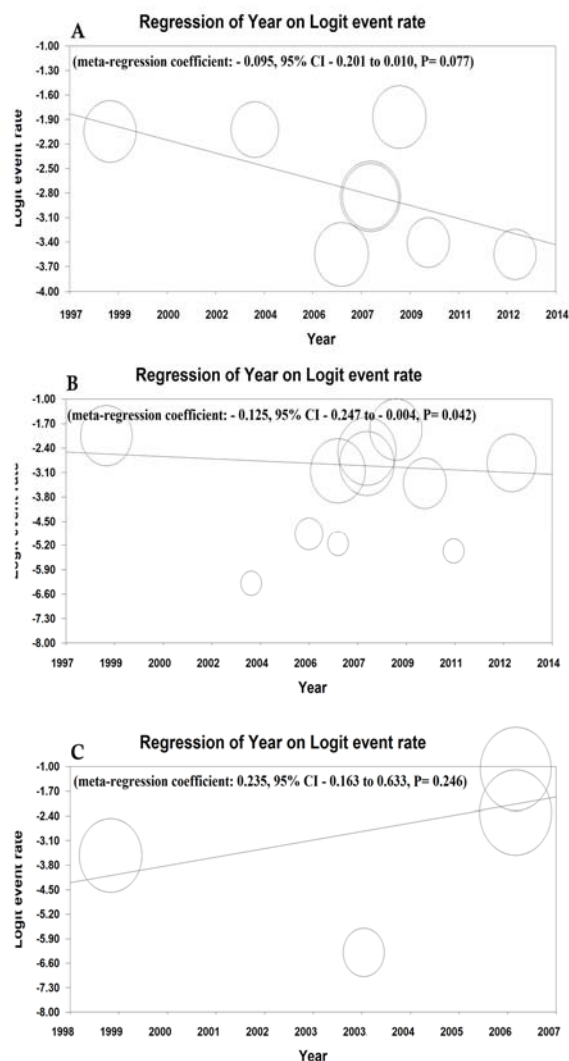 Regression of Year on Logit event rate
A
(meta-regression coefficient: - 0.095, 95% CI - 0.201 to 0.010, P= 0.077)
Logit event rate
-1.00
-1.30
-1.60
-1.90
-2.20
-2.50
-2.80
-3.10
-3.40
-3.70
-4.00
1997 1999 2000 2002 2003 2006 2007 2009 2011 2012 2014
Year
Regression of Year on Logit event rate
B
(meta-regression coefficient: - 0.125, 95% CI - 0.247 to - 0.004, P= 0.042)
Logit event rate
-1.00
-1.70
-2.40
-3.10
-3.80
-4.50
-5.20
-5.90
-6.60
-7.30
-8.00
1997 1999 2000 2002 2004 2006 2007 2009 2011 2012 2014
Year
Regression of Year on Logit event rate
C
(meta-regression coefficient: 0.235, 95% CI - 0.163 to 0.633, P= 0.246)
Logit event rate
-1.00
-1.70
-2.40
-3.10
-3.80
-4.50
-5.20
-5.90
-6.60
-7.30
-8.00
1998 1999 2000 2001 2002 2003 2003 2004 2005 2006 2007
Year